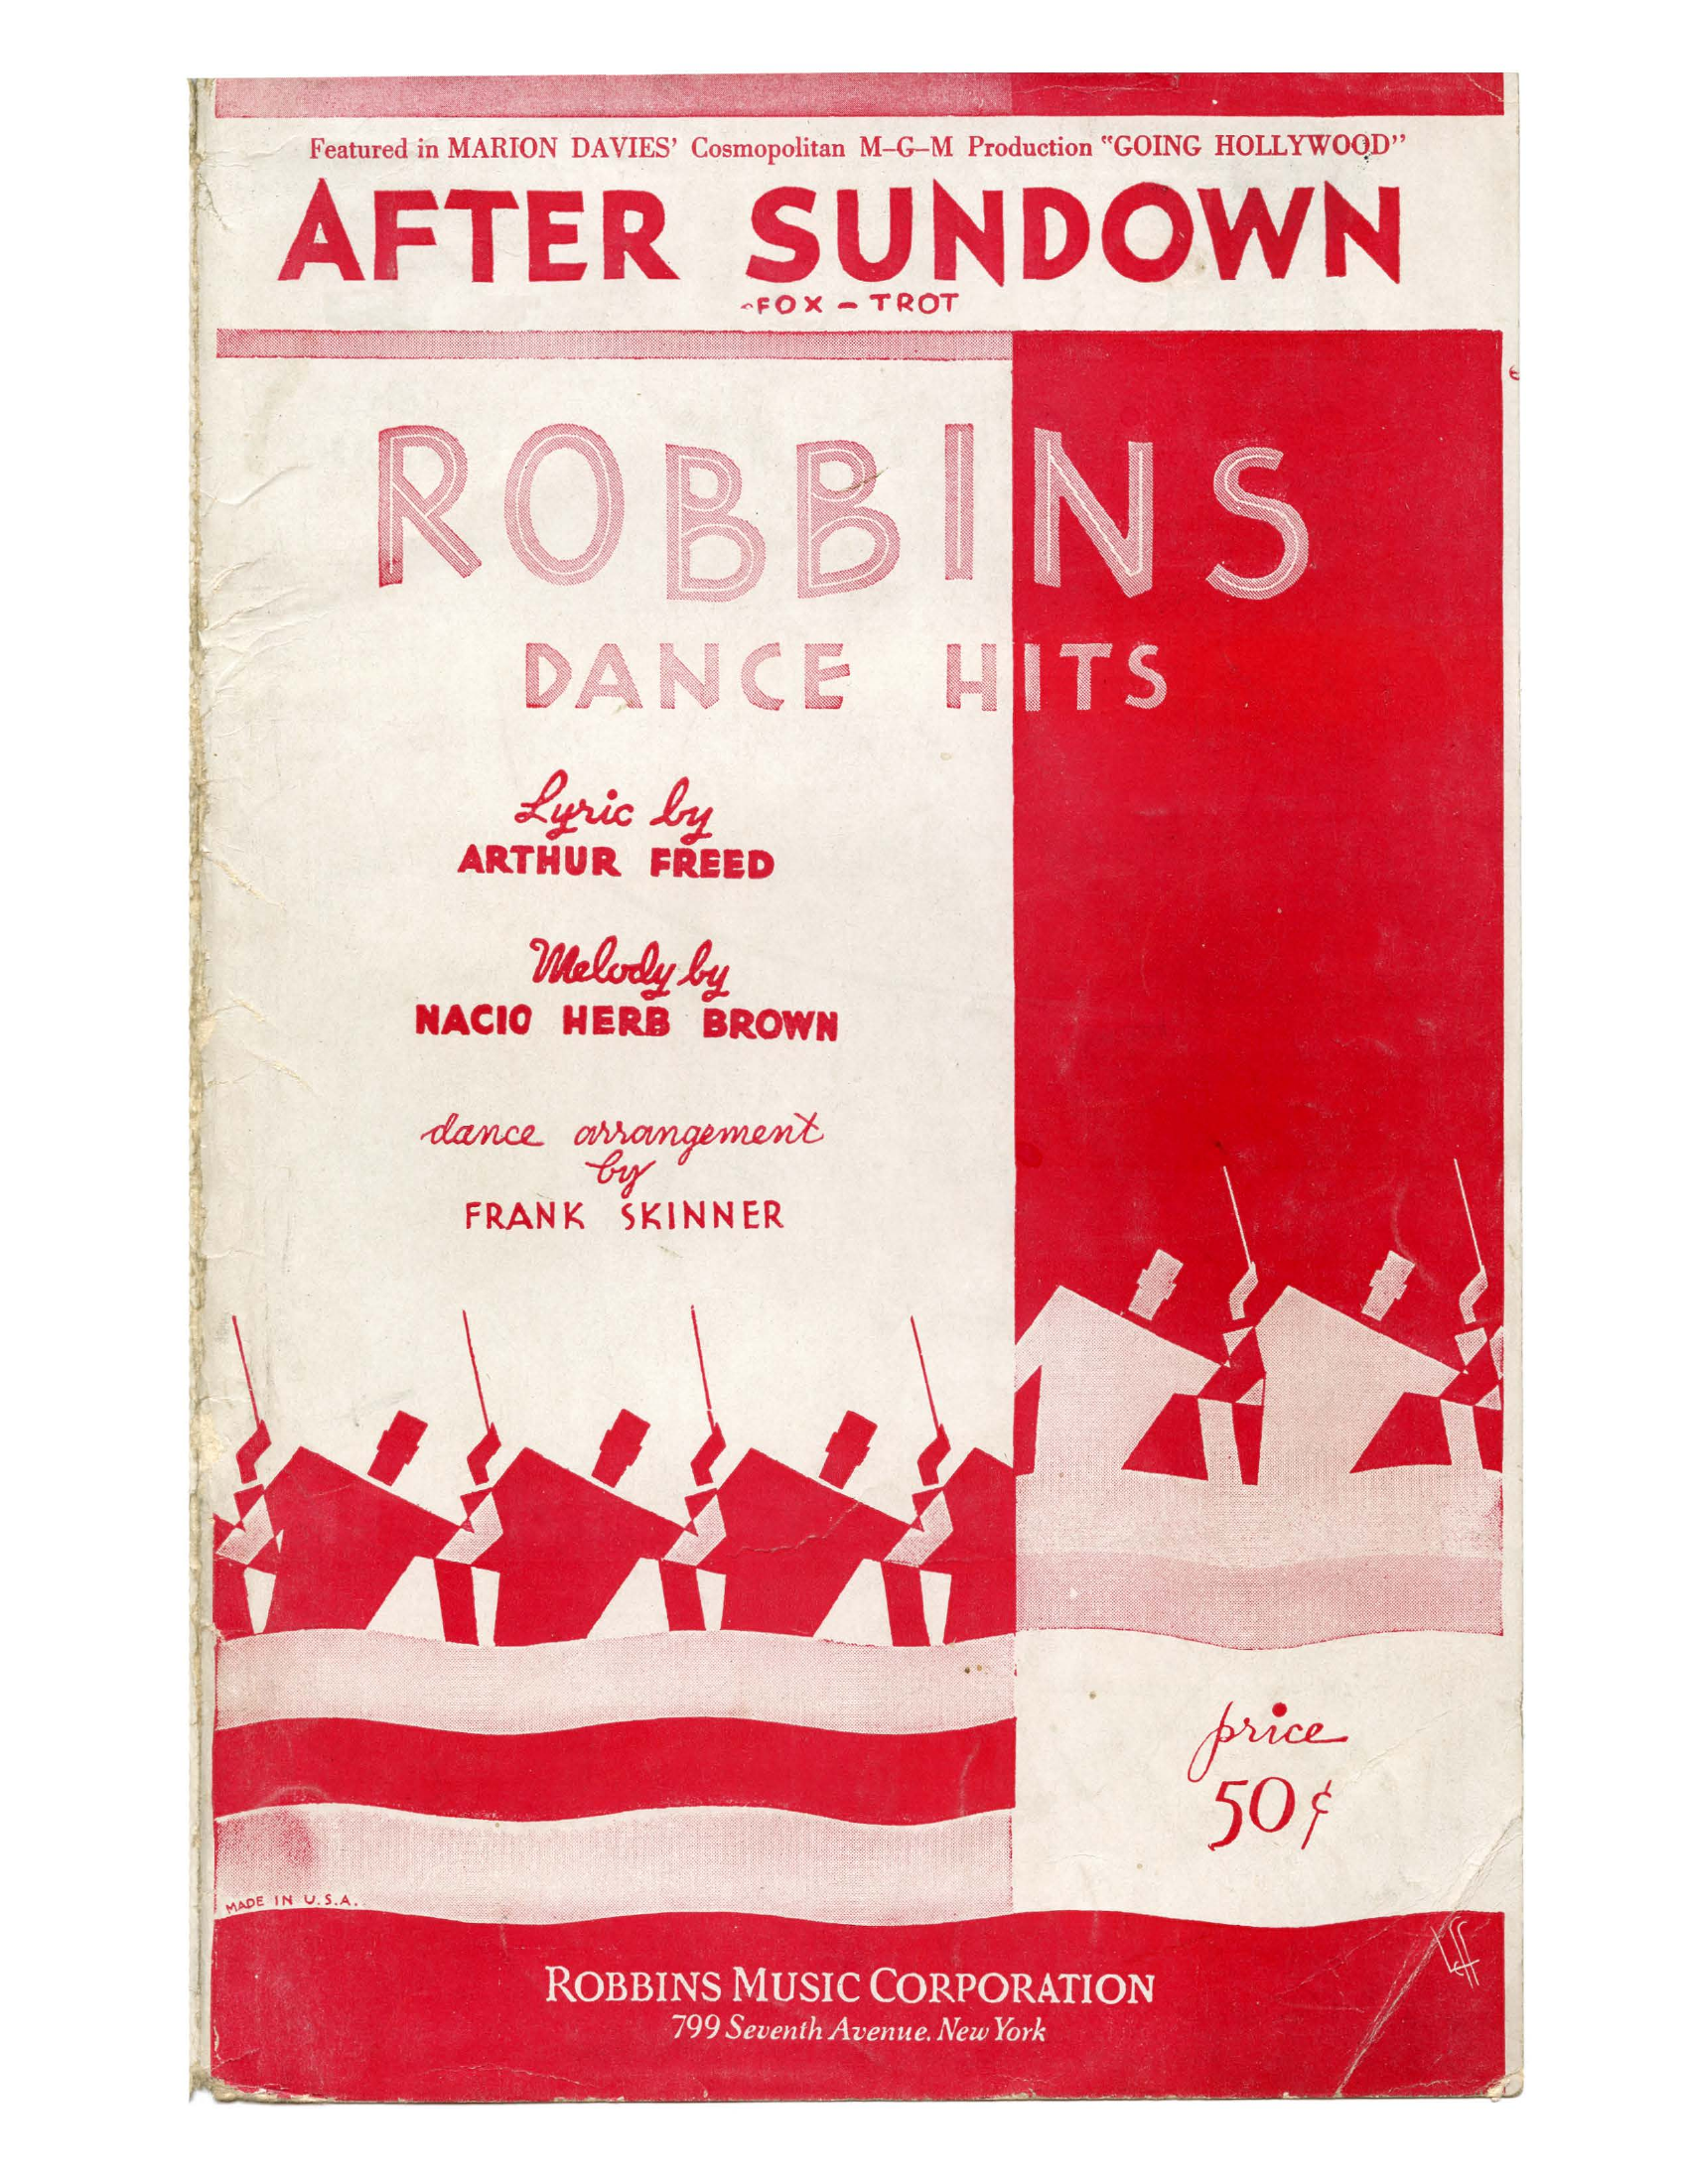 Featured in MARION DAVIES' Cosmopolitan M-G-M Production "GOING HOLLYWOOD"
AFTER SUNDOWN
-FOX - TROT
ROBBINS
DANCE HITS
Lyric by
ARTHUR FREED
Melody by
NACIO HERB BROWN
dance arrangement
by
FRANK SKINNER
price
50¢
MADE IN U.S.A.
Leff
ROBBINS MUSIC CORPORATION
799 Seventh Avenue, New York